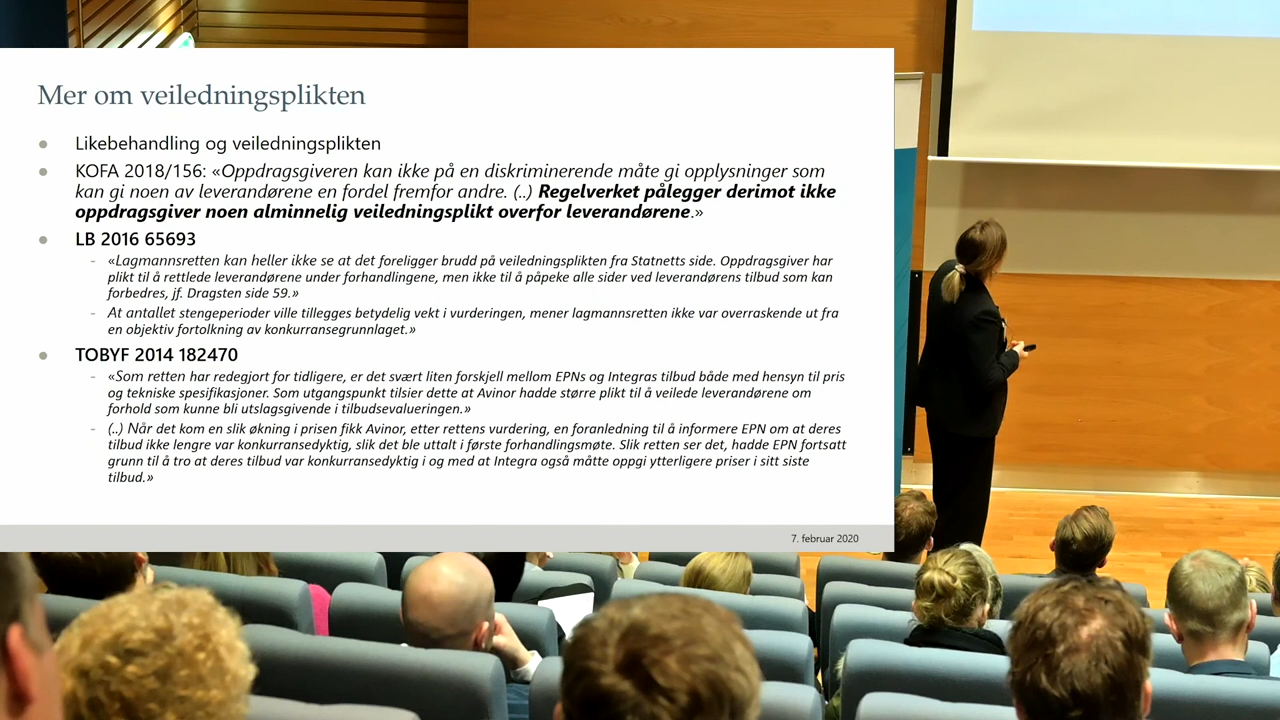 Mer om veiledningsplikten
● Likebehandling og veiledningsplikten
● KOFA 2018/156: «Oppdragsgiveren kan ikke på en diskriminerende måte gi opplysninger som
kan gi noen av leverandørene en fordel fremfor andre. (..) Regelverket pålegger derimot ikke
oppdragsgiver noen alminnelig veiledningsplikt overfor leverandørene.»
● LB 2016 65693
- «Lagmannsretten kan heller ikke se at det foreligger brudd på veiledningsplikten fra Statnetts side. Oppdragsgiver har
plikt til å rettlede leverandørene under forhandlingene, men ikke til å påpeke alle sider ved leverandørens tilbud som kan
forbedres, jf. Dragsten side 59.»
- At antallet stengeperioder ville tillegges betydelig vekt i vurderingen, mener lagmannsretten ikke var overraskende ut fra
en objektiv fortolkning av konkurransegrunnlaget.»
● TOBYF 2014 182470
- «Som retten har redegjort for tidligere, er det svært liten forskjell mellom EPNs og Integras tilbud både med hensyn til pris
og tekniske spesifikasjoner. Som utgangspunkt tilsier dette at Avinor hadde større plikt til å veilede leverandørene om
forhold som kunne bli utslagsgivende i tilbudsevalueringen.»
- (..) Når det kom en slik økning i prisen fikk Avinor, etter rettens vurdering, en foranledning til å informere EPN om at deres
tilbud ikke lengre var konkurransedyktig, slik det ble uttalt i første forhandlingsmøte. Slik retten ser det, hadde EPN fortsatt
grunn til å tro at deres tilbud var konkurransedyktig i og med at Integra også måtte oppgi ytterligere priser i sitt siste
tilbud.»
7. februar 2020